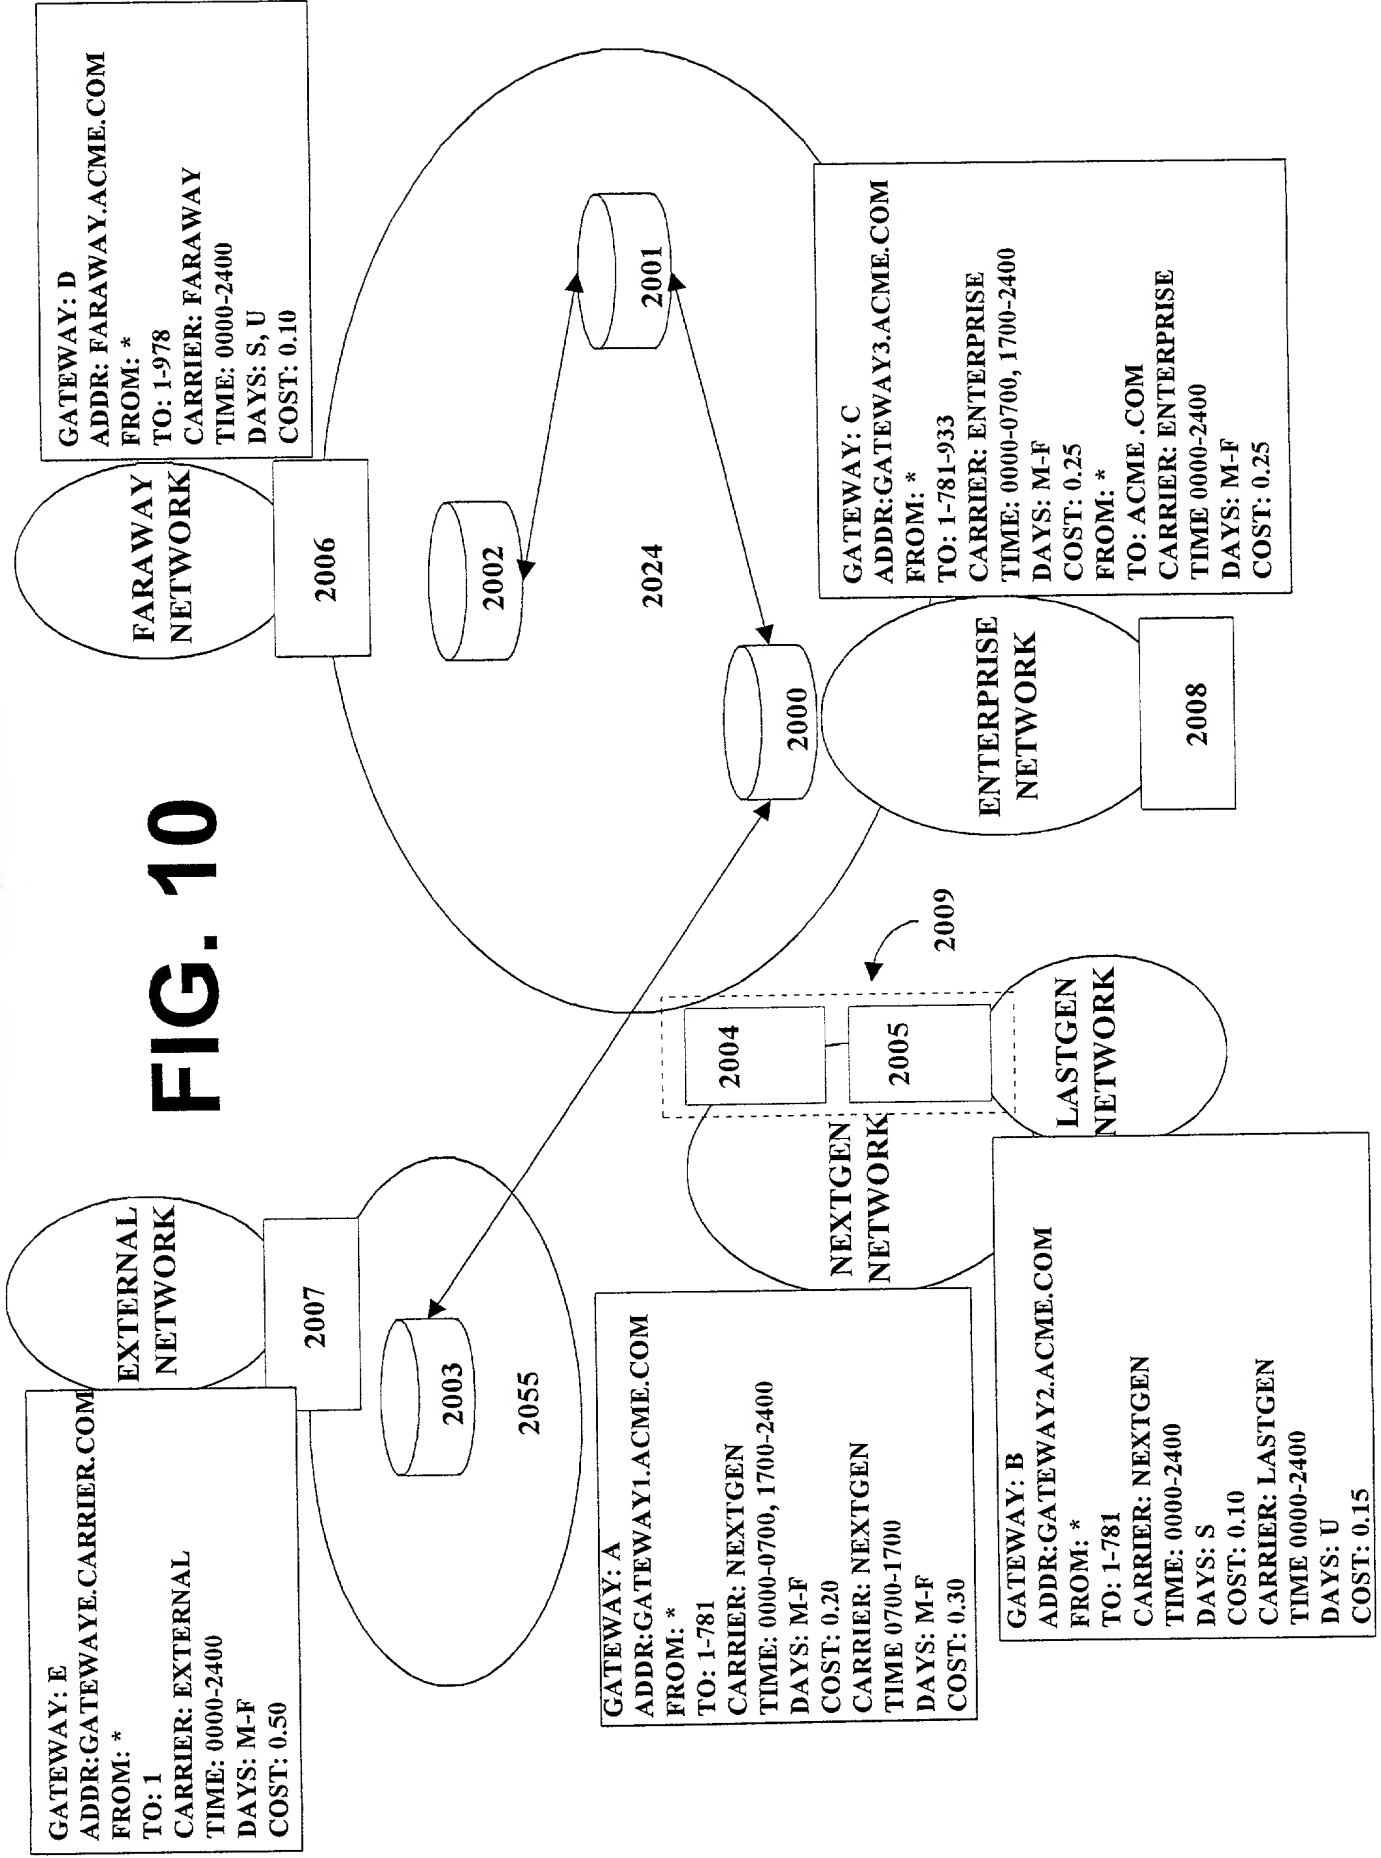 FIG. 10
GATEWAY: E
ADDR:GATEWAYE.CARRIER.COM
FROM: *
TO: 1
CARRIER: EXTERNAL
TIME: 0000-2400
DAYS: M-F
COST: 0.50
EXTERNAL
NETWORK
2007
2003
2055
GATEWAY: D
ADDR: FARAWAY.ACME.COM
FROM: *
TO: 1-978
CARRIER: FARAWAY
TIME: 0000-2400
DAYS: S, U
COST: 0.10
FARAWAY
NETWORK
2006
2002
2001
2024
2000
GATEWAY: A
ADDR:GATEWAY1.ACME.COM
FROM: *
TO: 1-781
CARRIER: NEXTGEN
TIME: 0000-0700, 1700-2400
DAYS: M-F
COST: 0.20
CARRIER: NEXTGEN
TIME 0700-1700
DAYS: M-F
COST: 0.30
NEXTGEN
NETWORK
2004
2005
2009
GATEWAY: B
ADDR:GATEWAY2.ACME.COM
FROM: *
TO: 1-781
CARRIER: NEXTGEN
TIME: 0000-2400
DAYS: S
COST: 0.10
CARRIER: LASTGEN
TIME 0000-2400
DAYS: U
COST: 0.15
LASTGEN
NETWORK
ENTERPRISE
NETWORK
2008
GATEWAY: C
ADDR:GATEWAY3.ACME.COM
FROM: *
TO: 1-781-933
CARRIER: ENTERPRISE
TIME: 0000-0700, 1700-2400
DAYS: M-F
COST: 0.25
FROM: *
TO: ACME .COM
CARRIER: ENTERPRISE
TIME 0000-2400
DAYS: M-F
COST: 0.25